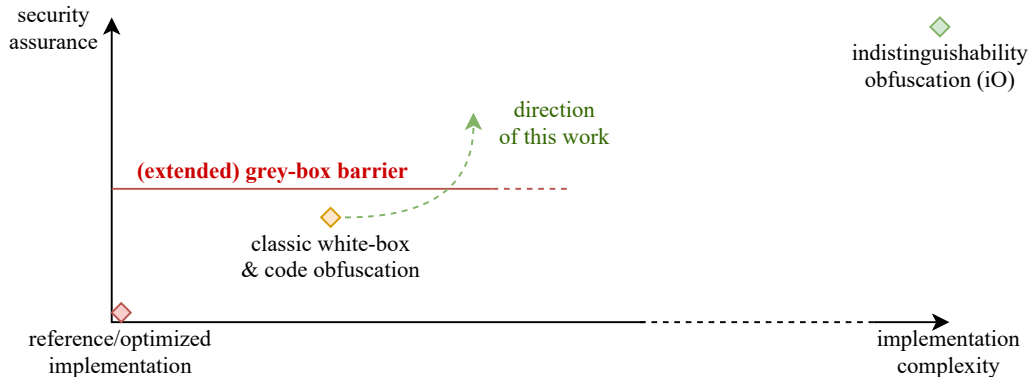 security
assurance
indistinguishability
obfuscation (iO)
direction
of this work
(extended) grey-box barrier
classic white-box
& code obfuscation
reference/optimized
implementation
implementation
complexity